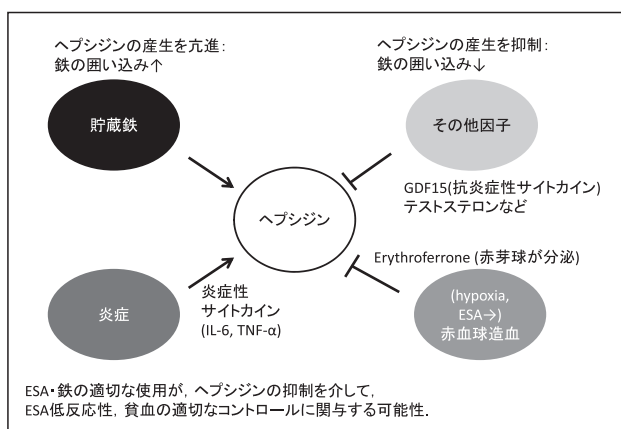 ヘプシジンの産生を亢進:
鉄の囲い込み↑
ヘプシジンの産生を抑制:
鉄の囲い込み↓
貯蔵鉄
その他因子
GDF15(抗炎症性サイトカイン)
テストステロンなど
ヘプシジン
Erythroferrone (赤芽球が分泌)
炎症
炎症性
サイトカイン
(IL-6, TNF-α)
(hypoxia,
ESA→)
赤血球造血
ESA・鉄の適切な使用が，ヘプシジンの抑制を介して，
ESA低反応性，貧血の適切なコントロールに関与する可能性．